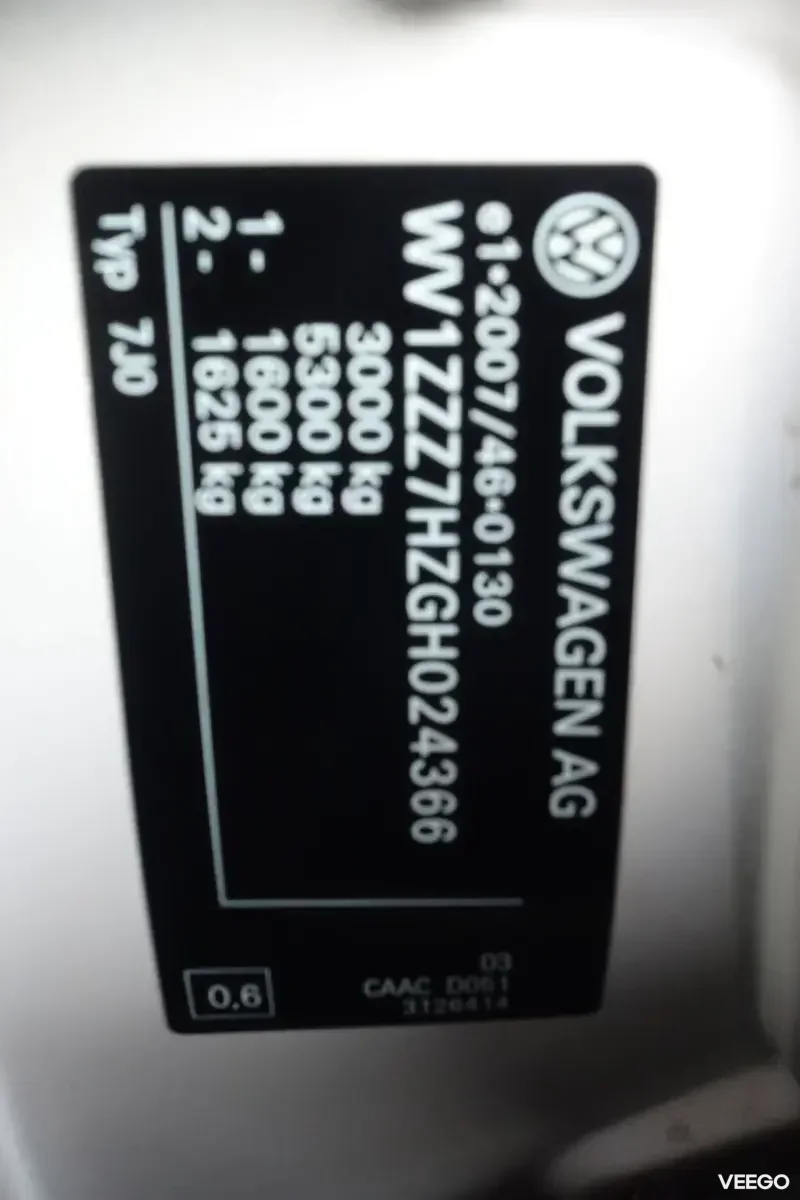 VOLKSWAGEN AG
e1*2007/46*0130
WV1ZZZ7HZGH024366
3000 kg
5300 kg
1- 1600 kg
2- 1625 kg
Typ 7J0
03
CAAC D051
3126414
0.6
VEEGO